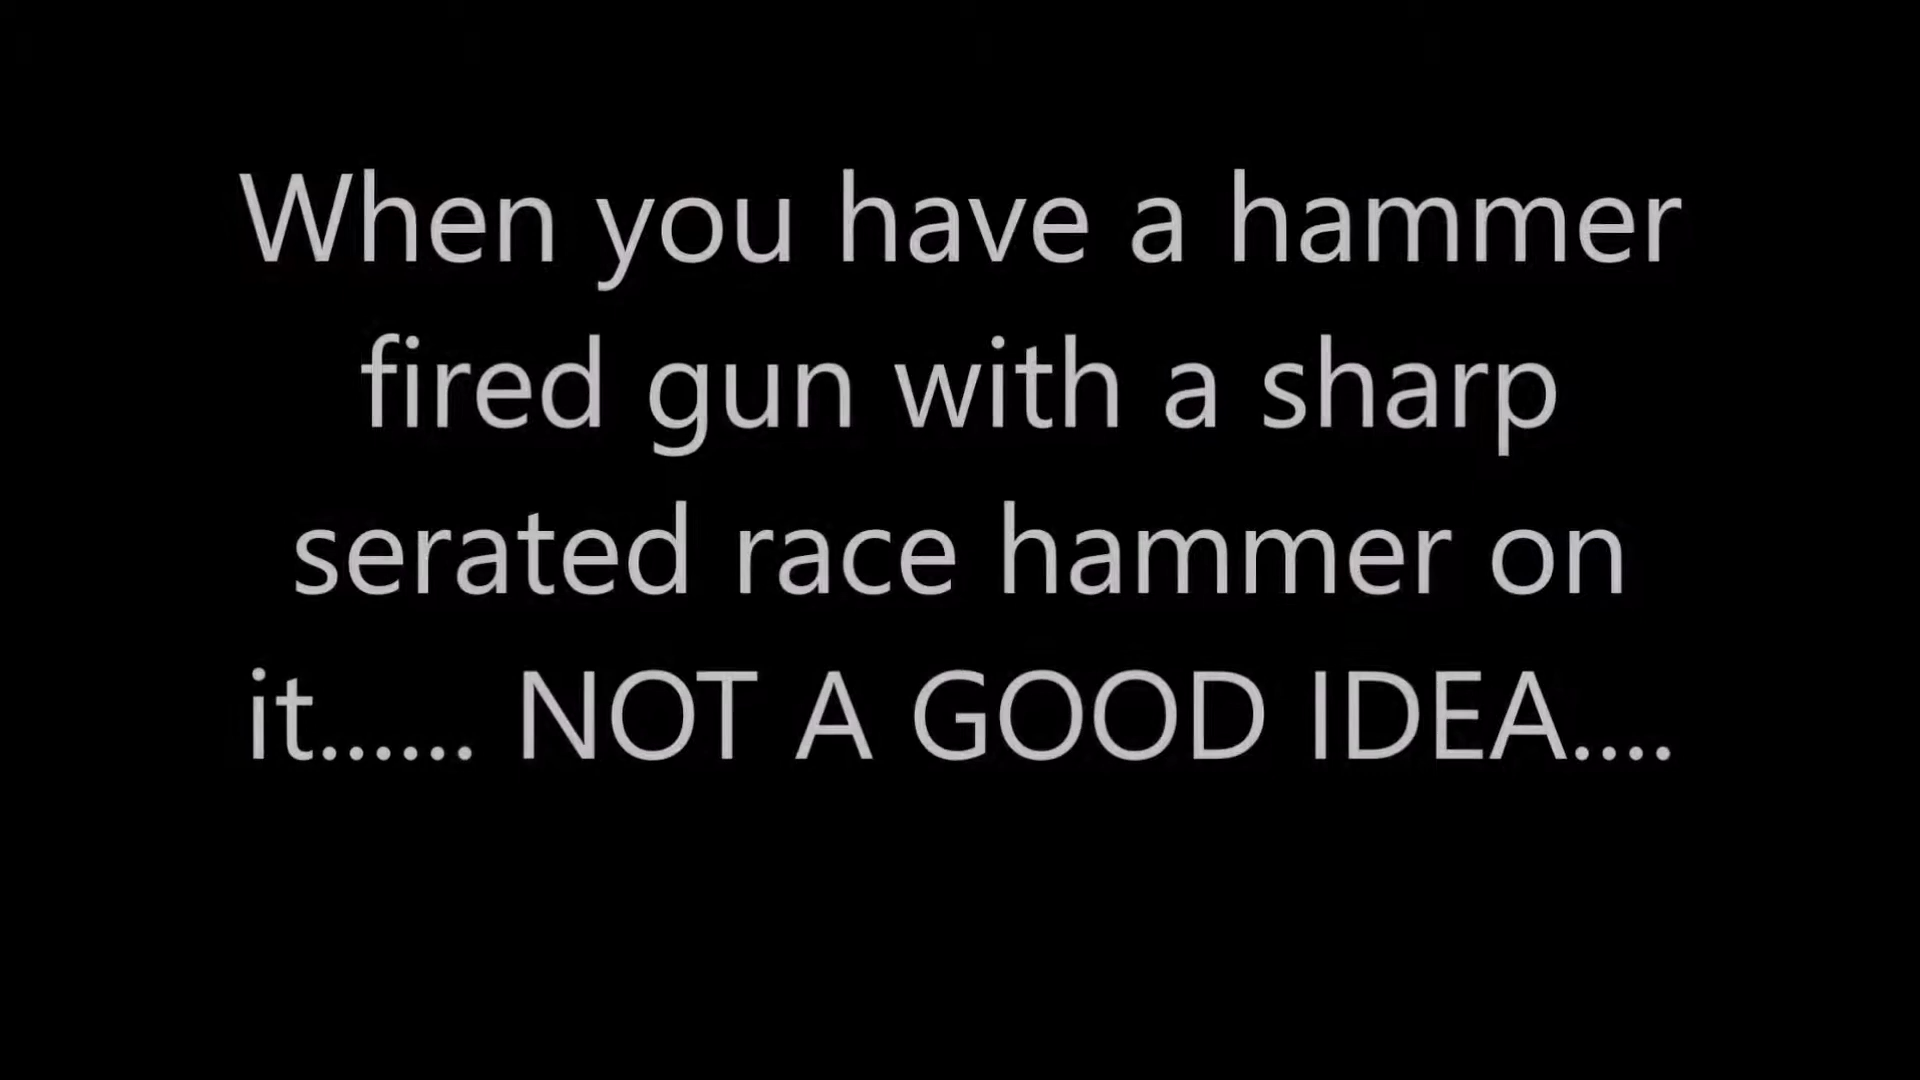 When you have a hammer
fired gun with a sharp
serated race hammer on
it...... NOT A GOOD IDEA....